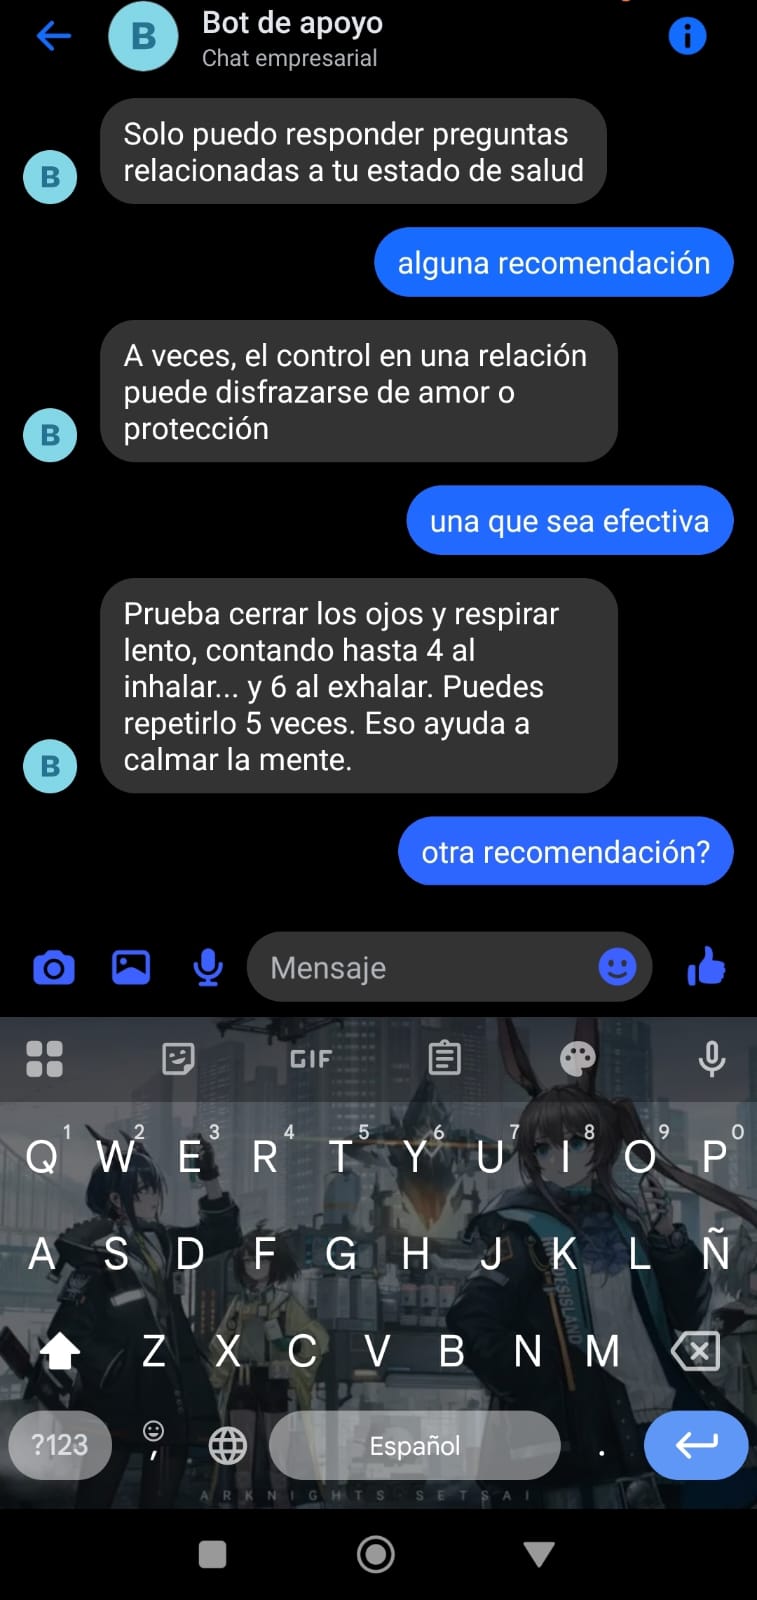 B
Bot de apoyo
Chat empresarial
Solo puedo responder preguntas
relacionadas a tu estado de salud
B
alguna recomendación
A veces, el control en una relación
puede disfrazarse de amor o
protección
B
una que sea efectiva
Prueba cerrar los ojos y respirar
lento, contando hasta 4 al
inhalar... y 6 al exhalar. Puedes
repetirlo 5 veces. Eso ayuda a
calmar la mente.
B
otra recomendación?
Mensaje
GIF
1 2 3 4 5 6 7 8 9 0
Q W E R T Y U I O P
A S D F G H J K L Ñ
Z X C V B N M
?123 , Español .
ARKNIGHTS SETSAI